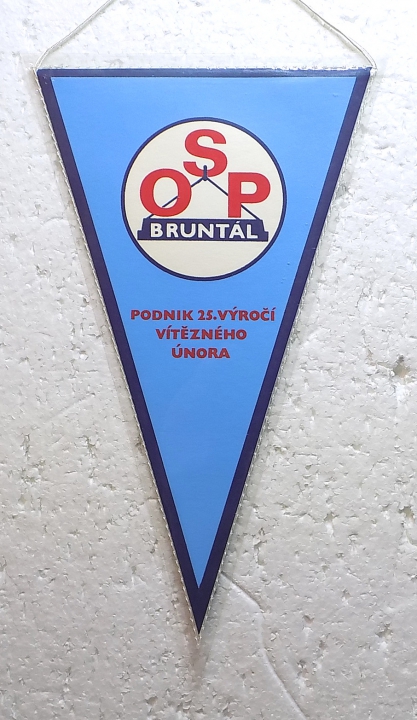 OSP
BRUNTÁL
PODNIK 25.VÝROČÍ
VÍTĚZNÉHO
ÚNORA